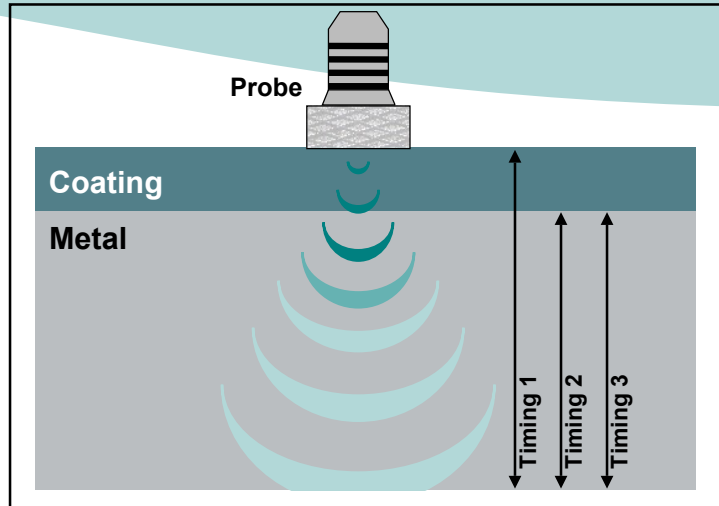 Probe
Coating
Metal
Timing 1
Timing 2
Timing 3